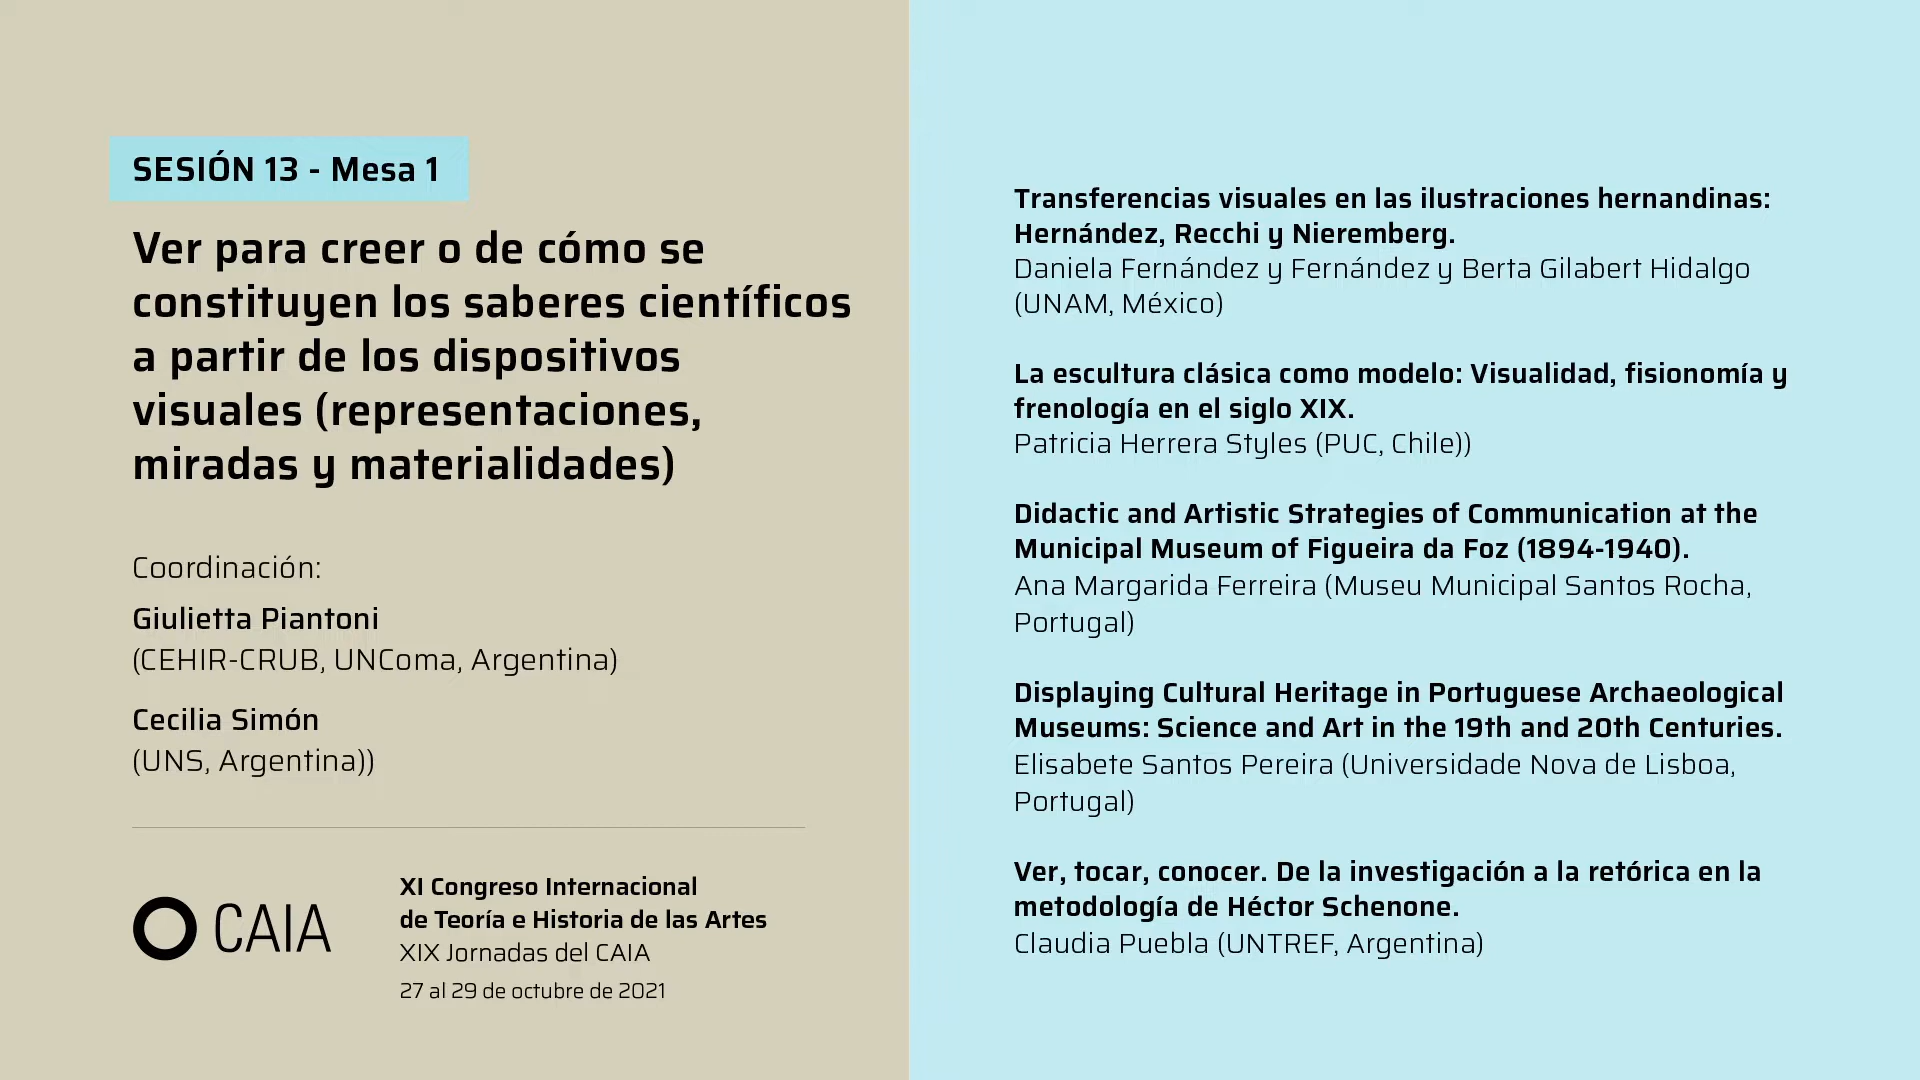 SESIÓN 13 - Mesa 1
Ver para creer o de cómo se
constituyen los saberes científicos
a partir de los dispositivos
visuales (representaciones,
miradas y materialidades)
Coordinación:
Giulietta Piantoni
(CEHIR-CRUB, UNComa, Argentina)
Cecilia Simón
(UNS, Argentina))
CAIA
XI Congreso Internacional
de Teoría e Historia de las Artes
XIX Jornadas del CAIA
27 al 29 de octubre de 2021
Transferencias visuales en las ilustraciones hernandinas:
Hernández, Recchi y Nieremberg.
Daniela Fernández y Fernández y Berta Gilabert Hidalgo
(UNAM, México)
La escultura clásica como modelo: Visualidad, fisionomía y
frenología en el siglo XIX.
Patricia Herrera Styles (PUC, Chile))
Didactic and Artistic Strategies of Communication at the
Municipal Museum of Figueira da Foz (1894-1940).
Ana Margarida Ferreira (Museu Municipal Santos Rocha,
Portugal)
Displaying Cultural Heritage in Portuguese Archaeological
Museums: Science and Art in the 19th and 20th Centuries.
Elisabete Santos Pereira (Universidade Nova de Lisboa,
Portugal)
Ver, tocar, conocer. De la investigación a la retórica en la
metodología de Héctor Schenone.
Claudia Puebla (UNTREF, Argentina)